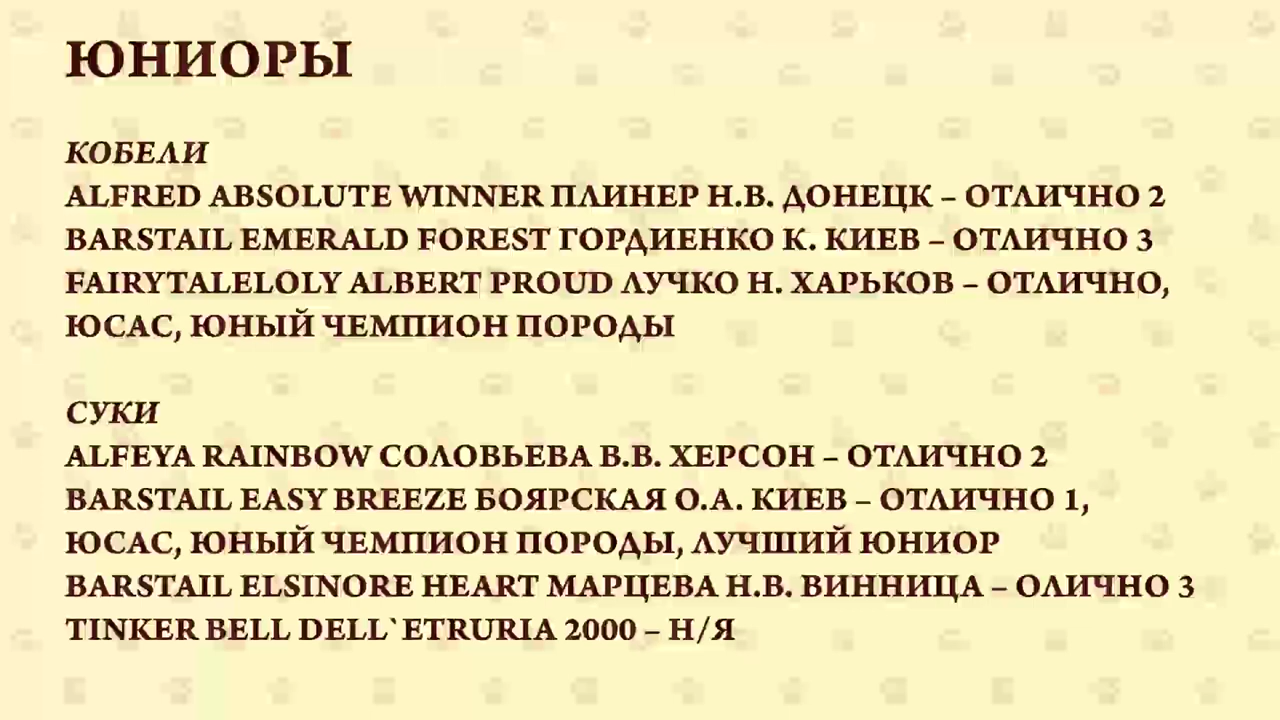 ЮНИОРЫ
КОБЕЛИ
ALFRED ABSOLUTE WINNER ПЛИНЕР Н.В. ДОНЕЦК – ОТЛИЧНО 2
BARSTAIL EMERALD FOREST ГОРДИЕНКО К. КИЕВ – ОТЛИЧНО 3
FAIRYTALELOLY ALBERT PROUD ЛУЧКО Н. ХАРЬКОВ – ОТЛИЧНО,
ЮСАС, ЮНЫЙ ЧЕМПИОН ПОРОДЫ
СУКИ
ALFEYA RAINBOW СОЛОВЬЕВА В.В. ХЕРСОН – ОТЛИЧНО 2
BARSTAIL EASY BREEZE БОЯРСКАЯ О.А. КИЕВ – ОТЛИЧНО 1,
ЮСАС, ЮНЫЙ ЧЕМПИОН ПОРОДЫ, ЛУЧШИЙ ЮНИОР
BARSTAIL ELSINORE HEART МАРЦЕВА Н.В. ВИННИЦА – ОЛИЧНО 3
TINKER BELL DELL`ETRURIA 2000 – Н/Я